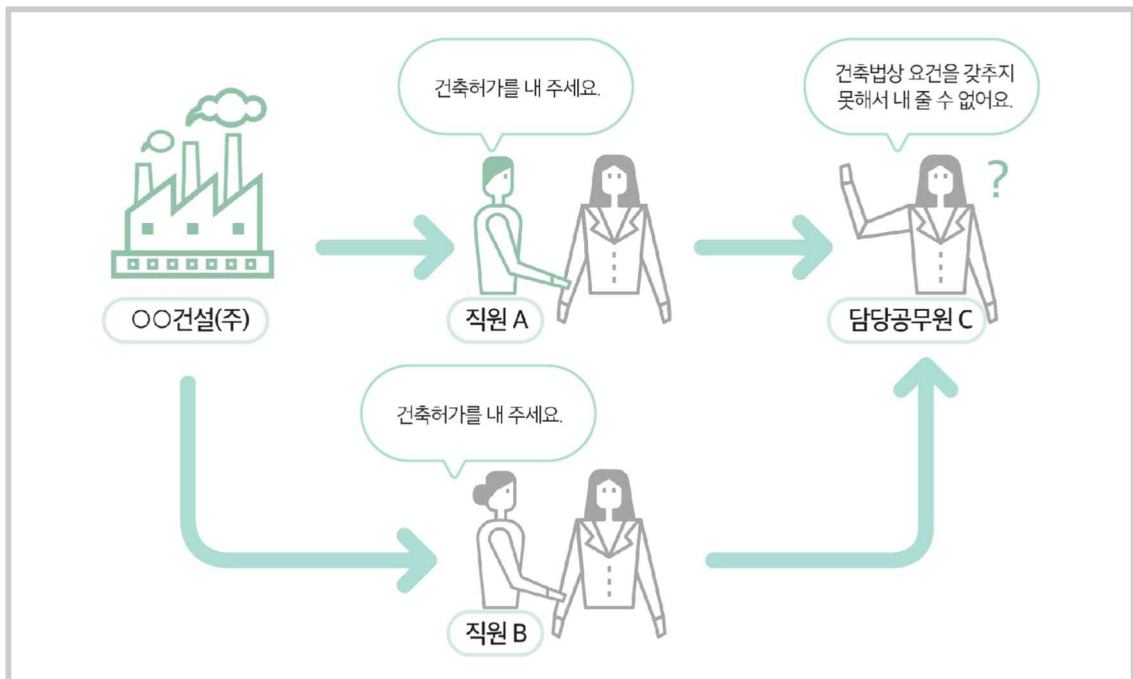 건축허가를 내 주세요.
건축법상 요건을 갖추지
못해서 내 줄 수 없어요.
?
○○건설(주)
직원 A
담당공무원 C
건축허가를 내 주세요.
직원 B